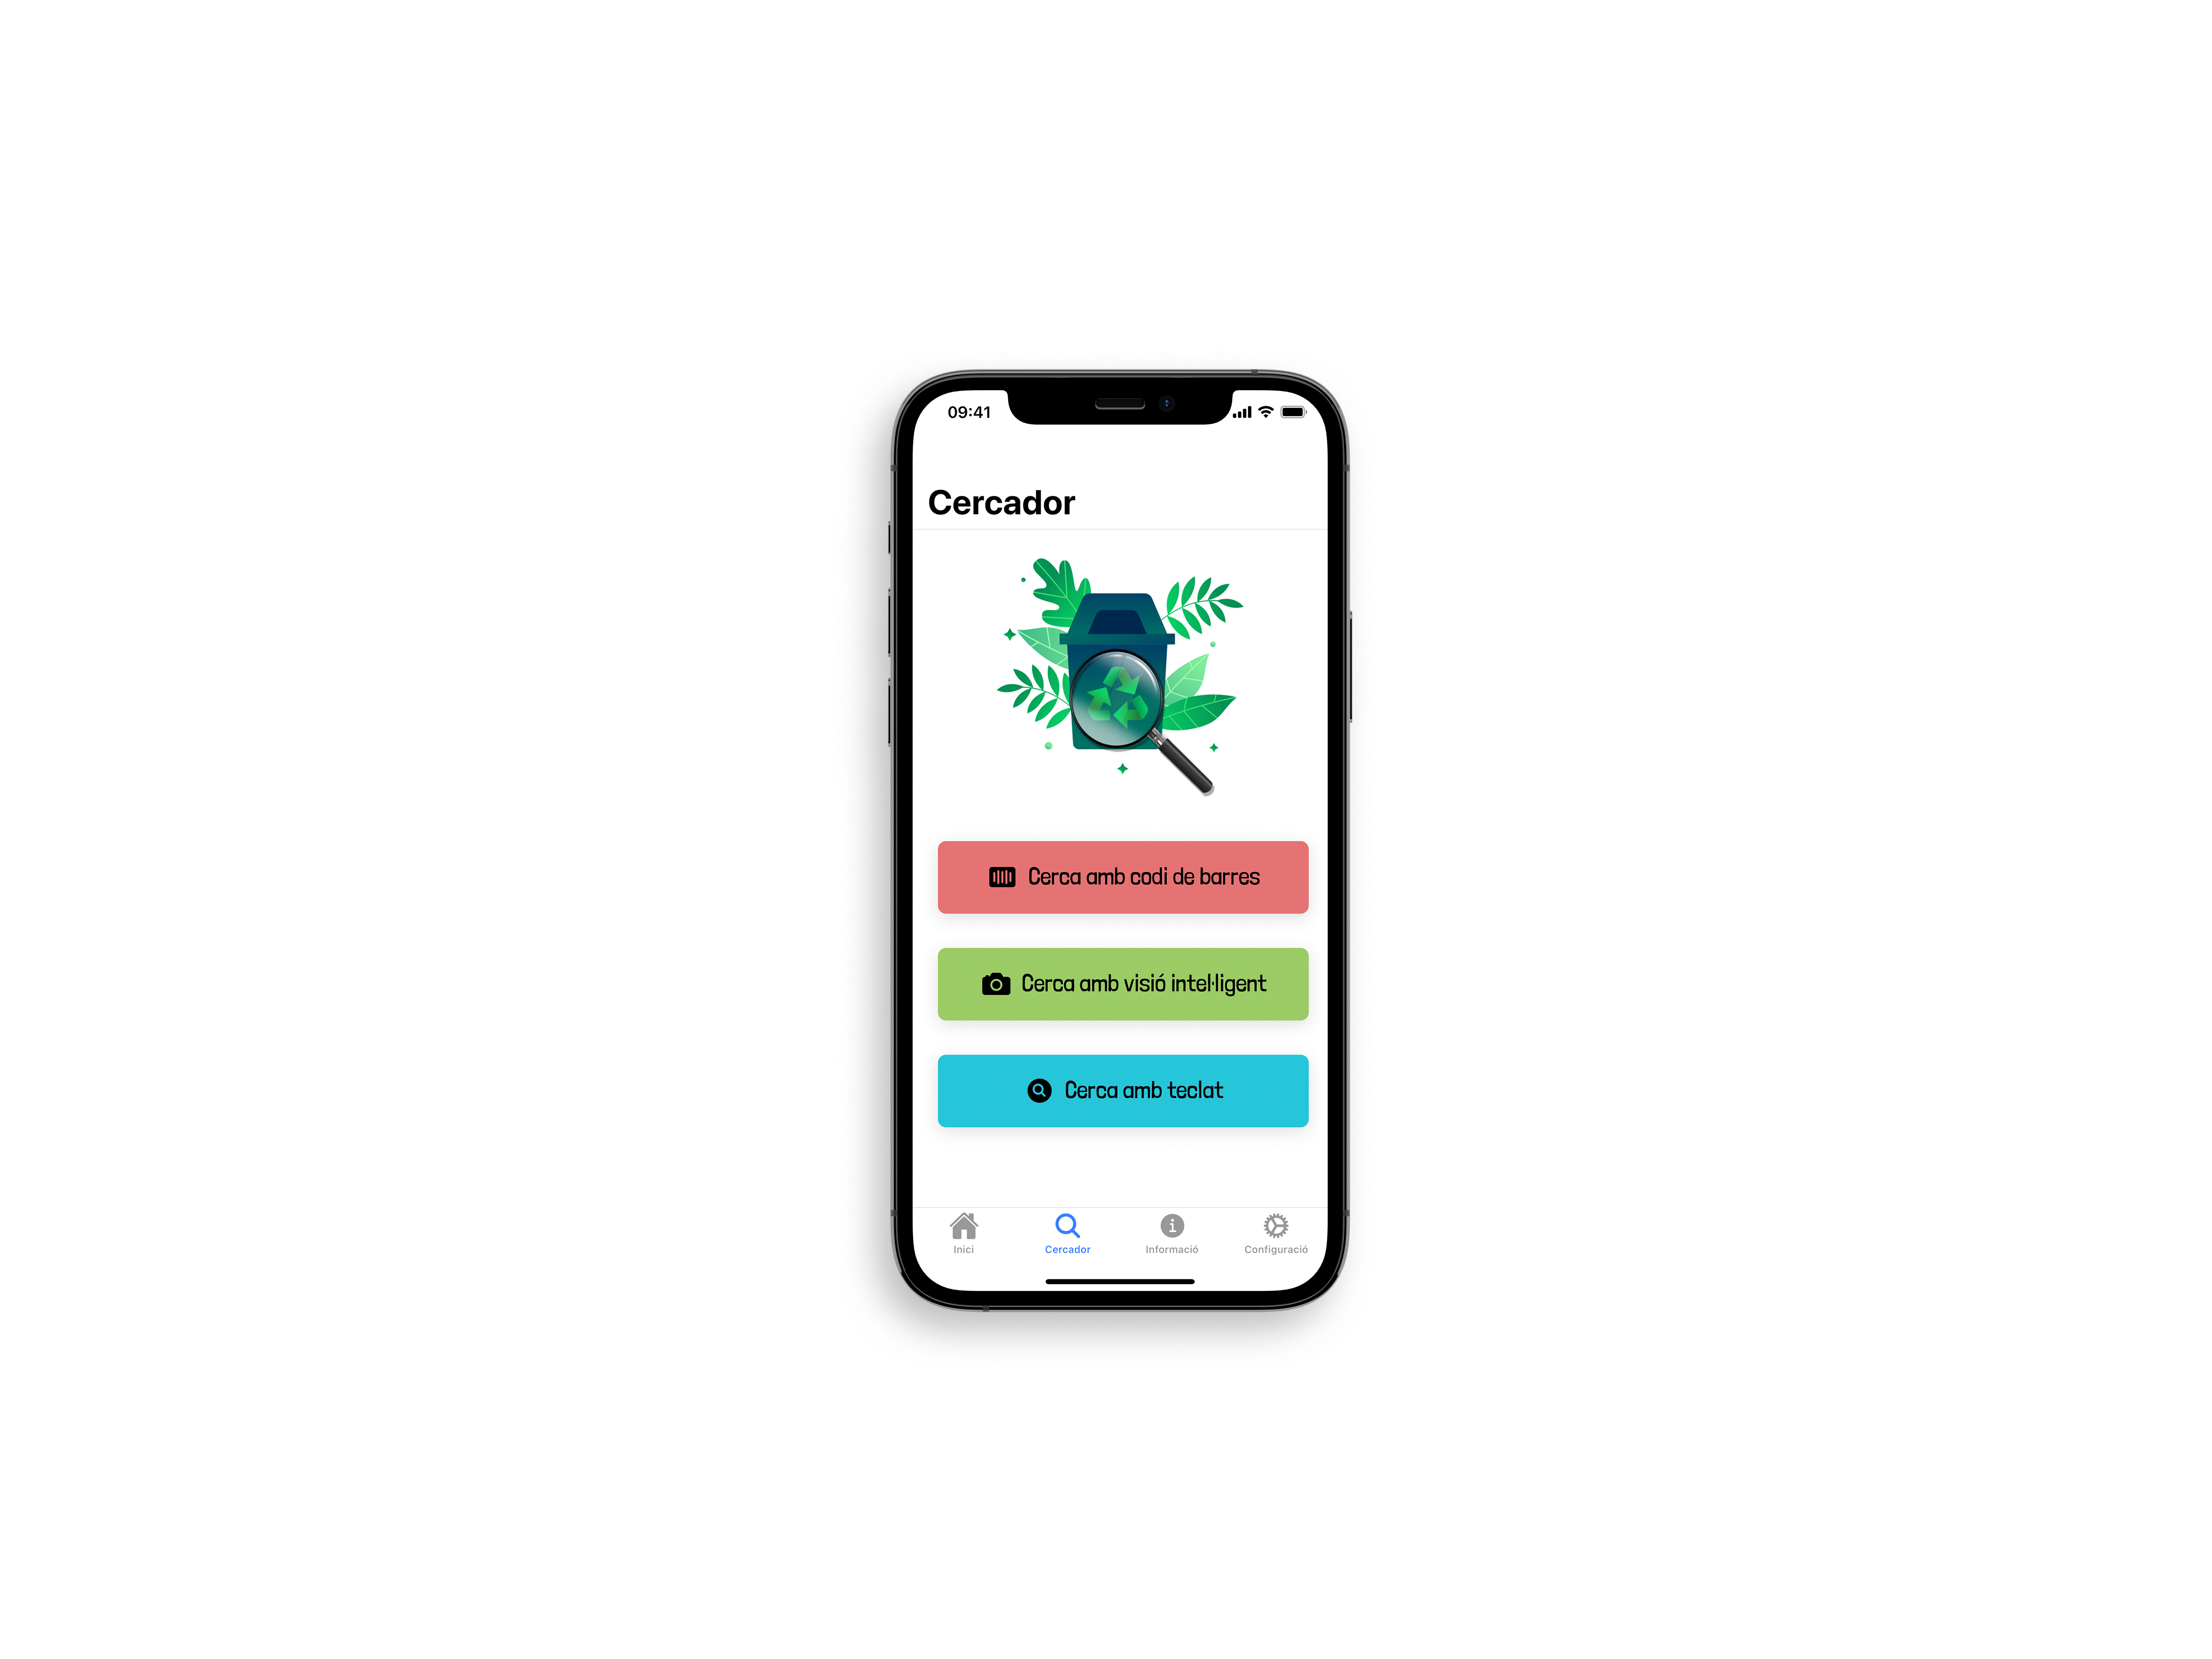 09:41
Cercador
Cerca amb codi de barres
Cerca amb visió intel·ligent
Cerca amb teclat
Inici
Cercador
Informació
Configuració